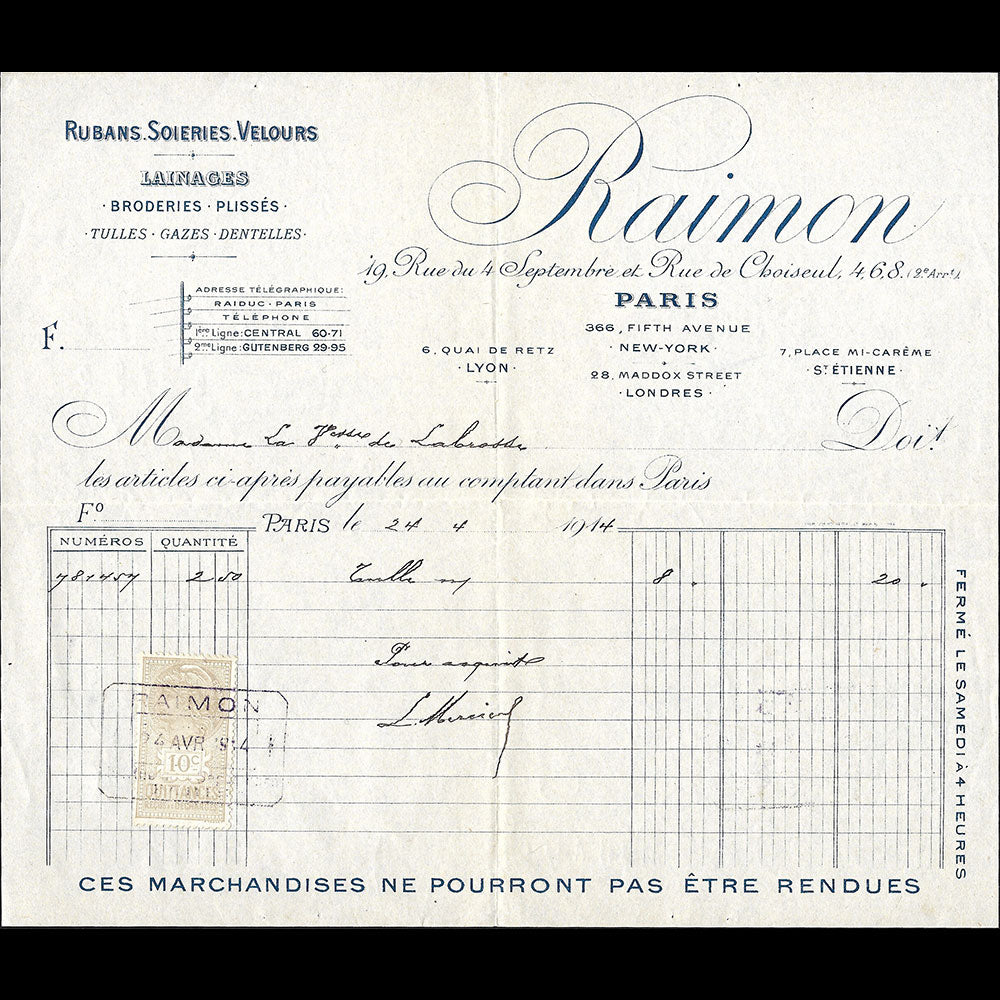 RUBANS.SOIERIES.VELOURS
LAINAGES
· BRODERIES · PLISSÉS ·
· TULLES · GAZES · DENTELLES ·
Raimon
19, Rue du 4 Septembre et Rue de Choiseul, 4,6,8. (2e Arrt).
PARIS
ADRESSE TÉLÉGRAPHIQUE:
RAIDUC - PARIS
TÉLÉPHONE
1ère Ligne: CENTRAL 60-71
2me Ligne: GUTENBERG 29-95
F.
6, QUAI DE RETZ
· LYON ·
366, FIFTH AVENUE
· NEW-YORK ·
28, MADDOX STREET
· LONDRES ·
7, PLACE MI-CARÊME
· ST ÉTIENNE ·
Madame La Vtesse de Labrosse Doit
les articles ci-après payables au comptant dans Paris
Fo PARIS le 24 4 1914
NUMÉROS QUANTITÉ
781457 2 50 Tulle 8 " 20 "
Pour acquit
L. Mercier
RAIMON
24 AVR 1914
10c
QUITTANCES
FERMÉ LE SAMEDI À 4 HEURES
CES MARCHANDISES NE POURRONT PAS ÊTRE RENDUES